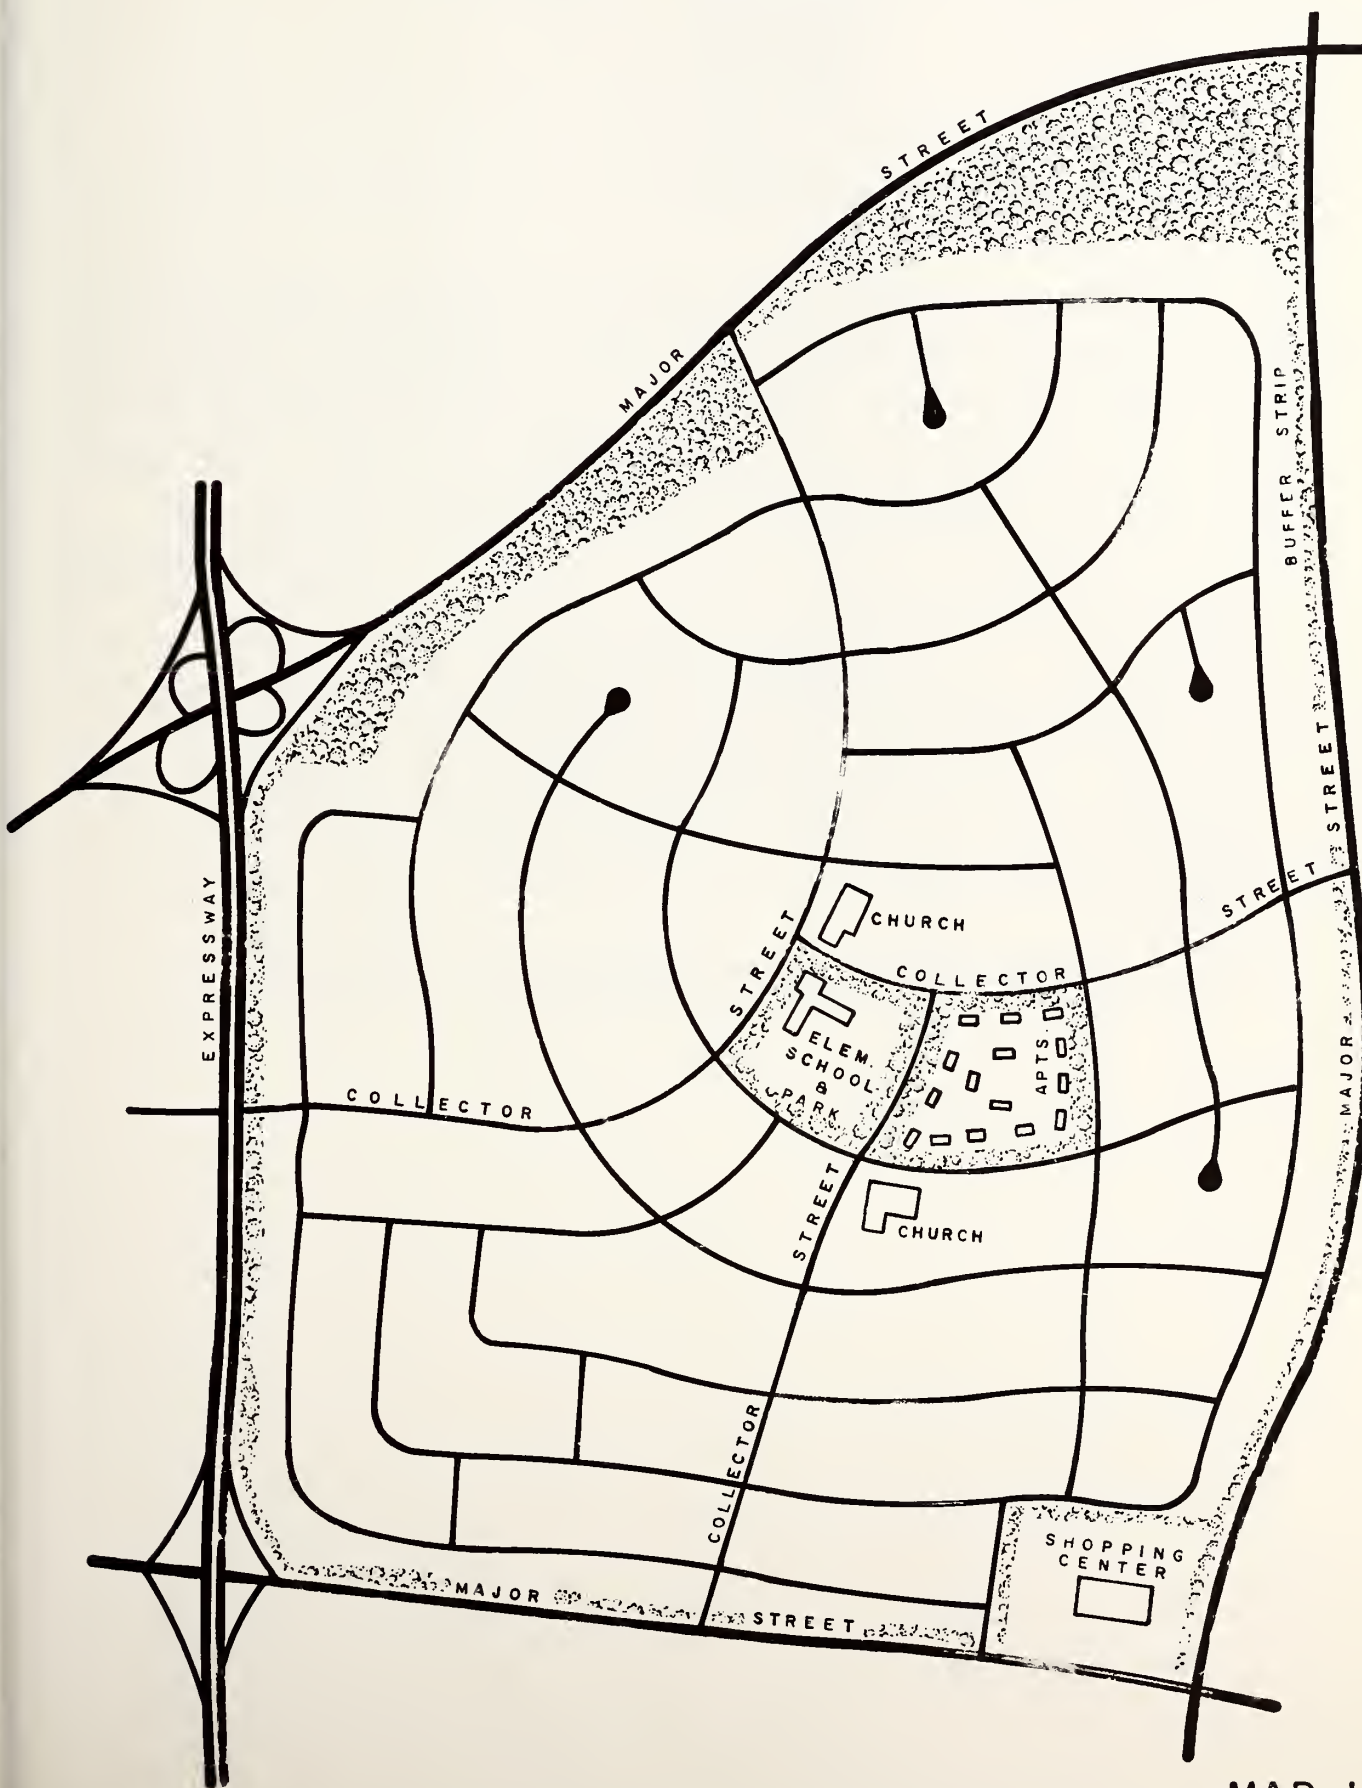 STREET
MAJOR
BUFFER STRIP
EXPRESSWAY
STREET
STREET
CHURCH
COLLECTOR
STREET
ELEM.
SCHOOL
&
PARK
APTS.
MAJOR
COLLECTOR
STREET
CHURCH
COLLECTOR
SHOPPING
CENTER
MAJOR STREET